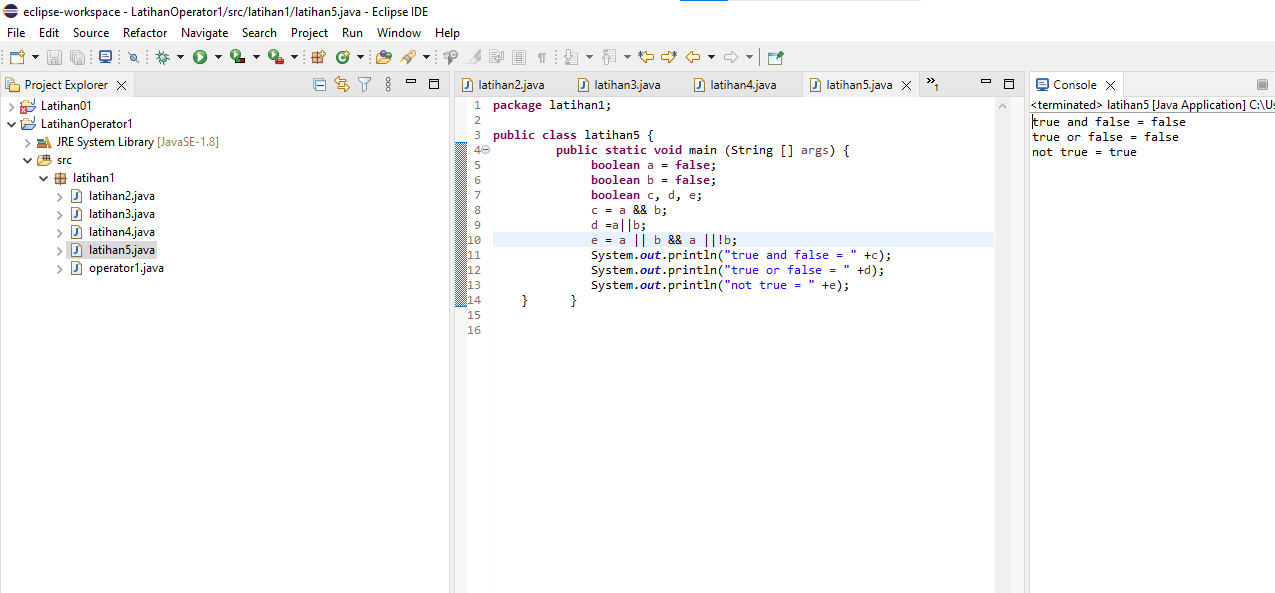 eclipse-workspace - LatihanOperator1/src/latihan1/latihan5.java - Eclipse IDE
File Edit Source Refactor Navigate Search Project Run Window Help
Project Explorer
Latihan01
LatihanOperator1
JRE System Library [JavaSE-1.8]
src
latihan1
latihan2.java
latihan3.java
latihan4.java
latihan5.java
operator1.java
latihan2.java latihan3.java latihan4.java latihan5.java »1
1 package latihan1;
2
3 public class latihan5 {
4 public static void main (String [] args) {
5 boolean a = false;
6 boolean b = false;
7 boolean c, d, e;
8 c = a && b;
9 d =a||b;
10 e = a || b && a ||!b;
11 System.out.println("true and false = " +c);
12 System.out.println("true or false = " +d);
13 System.out.println("not true = " +e);
14 } }
15
16
Console
<terminated> latihan5 [Java Application] C:\Us
true and false = false
true or false = false
not true = true